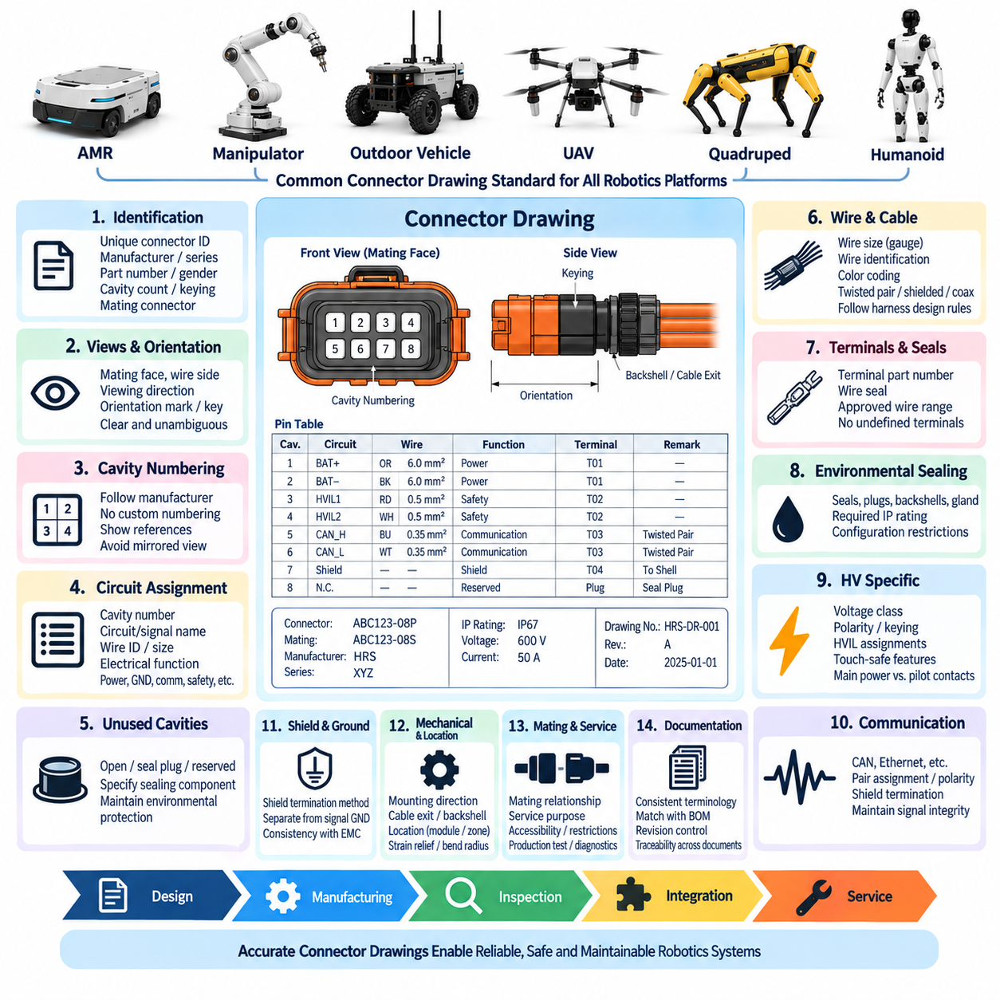 AMR
Manipulator
Outdoor Vehicle
UAV
Quadruped
Humanoid
Common Connector Drawing Standard for All Robotics Platforms
1. Identification
Unique connector ID
Manufacturer / series
Part number / gender
Cavity count / keying
Mating connector
2. Views & Orientation
Mating face, wire side
Viewing direction
Orientation mark / key
Clear and unambiguous
3. Cavity Numbering
1 2
3 4
Follow manufacturer
No custom numbering
Show references
Avoid mirrored view
4. Circuit Assignment
Cavity number
Circuit/signal name
Wire ID / size
Electrical function
Power, GND, comm, safety, etc.
5. Unused Cavities
Open / seal plug / reserved
Specify sealing component
Maintain environmental
protection
Connector Drawing
Front View (Mating Face)
1 2 3 4
5 6 7 8
Cavity Numbering
Side View
Keying
Backshell / Cable Exit
Orientation
Pin Table
Cav. Circuit Wire Function Terminal Remark
1 BAT+ OR 6.0 mm² Power T01 —
2 BAT− BK 6.0 mm² Power T01 —
3 HVIL1 RD 0.5 mm² Safety T02 —
4 HVIL2 WH 0.5 mm² Safety T02 —
5 CAN_H BU 0.35 mm² Communication T03 Twisted Pair
6 CAN_L WT 0.35 mm² Communication T03 Twisted Pair
7 Shield — — Shield T04 To Shell
8 N.C. — — Reserved Plug Seal Plug
Connector: ABC123-08P
Mating: ABC123-08S
Manufacturer: HRS
Series: XYZ
IP Rating: IP67
Voltage: 600 V
Current: 50 A
Drawing No.: HRS-DR-001
Rev.: A
Date: 2025-01-01
6. Wire & Cable
Wire size (gauge)
Wire identification
Color coding
Twisted pair / shielded / coax
Follow harness design rules
7. Terminals & Seals
Terminal part number
Wire seal
Approved wire range
No undefined terminals
8. Environmental Sealing
Seals, plugs, backshells, gland
Required IP rating
Configuration restrictions
9. HV Specific
Voltage class
Polarity / keying
HVIL assignments
Touch-safe features
Main power vs. pilot contacts
10. Communication
CAN, Ethernet, etc.
Pair assignment / polarity
Shield termination
Maintain signal integrity
11. Shield & Ground
Shield termination method
Separate from signal GND
Consistency with EMC
12. Mechanical
& Location
Mounting direction
Cable exit / backshell
Location (module / zone)
Strain relief / bend radius
13. Mating & Service
Mating relationship
Service purpose
Accessibility / restrictions
Production test / diagnostics
14. Documentation
Consistent terminology
Match with BOM
Revision control
Traceability across documents
Design
Manufacturing
Inspection
Integration
Service
Accurate Connector Drawings Enable Reliable, Safe and Maintainable Robotics Systems